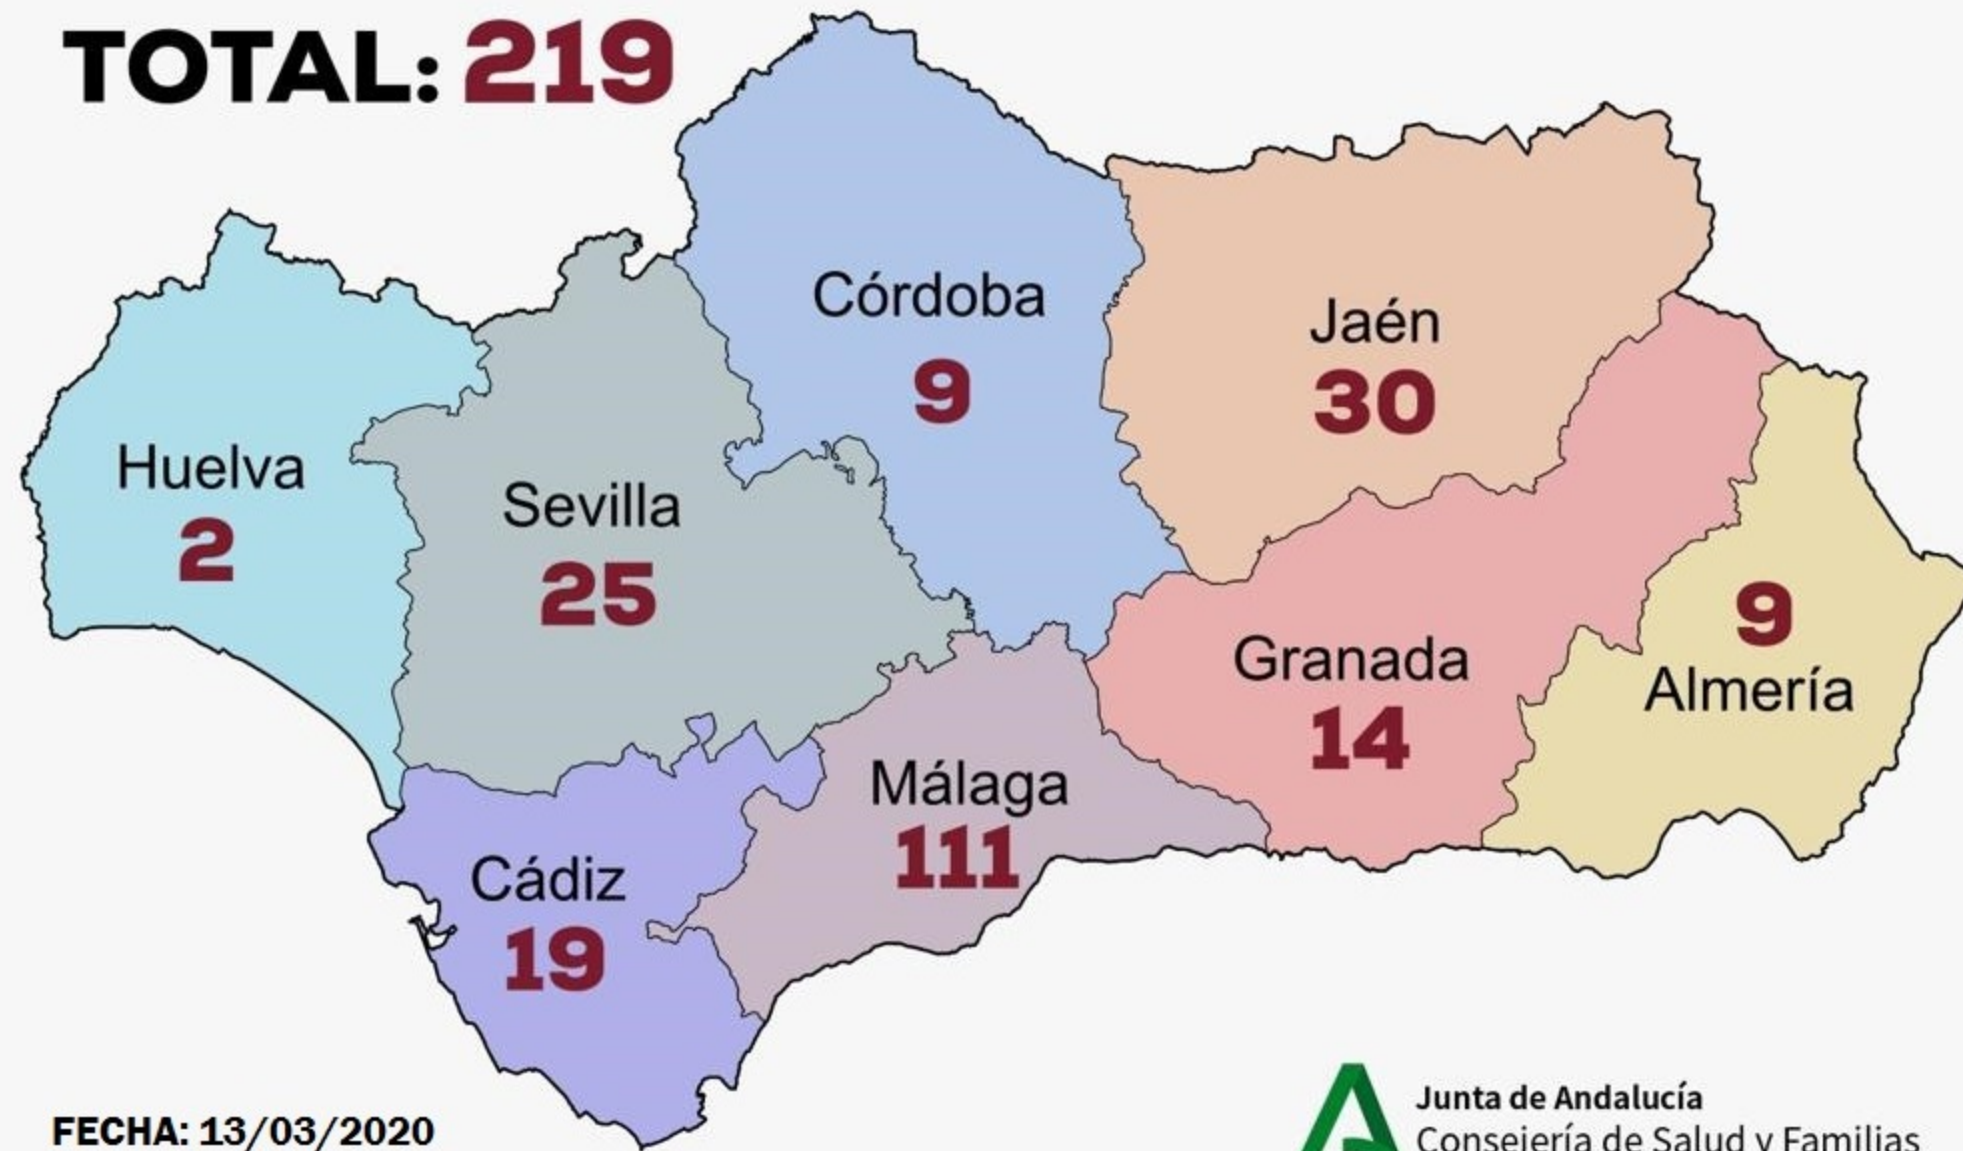 TOTAL: 219
Córdoba
9
Jaén
30
Huelva
2
Sevilla
25
9
Almería
Granada
14
Málaga
111
Cádiz
19
FECHA: 13/03/2020
Junta de Andalucía
Consejería de Salud y Familias